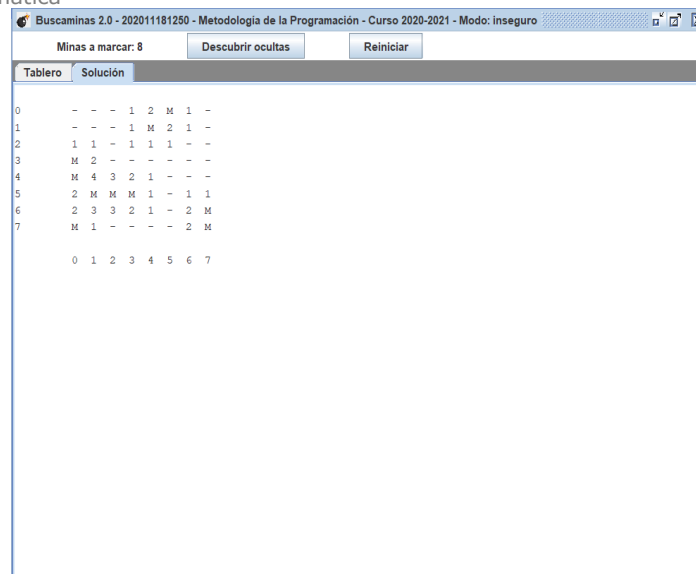 Buscaminas 2.0 - 202011181250 - Metodologia de la Programación - Curso 2020-2021 - Modo: inseguro
Minas a marcar: 8 Descubrir ocultas Reiniciar
Tablero Solución
0 - - - 1 2 M 1 -
1 - - - 1 M 2 1 -
2 1 1 - 1 1 1 - -
3 M 2 - - - - - -
4 M 4 3 2 1 - - -
5 2 M M M 1 - 1 1
6 2 3 3 2 1 - 2 M
7 M 1 - - - - 2 M
0 1 2 3 4 5 6 7